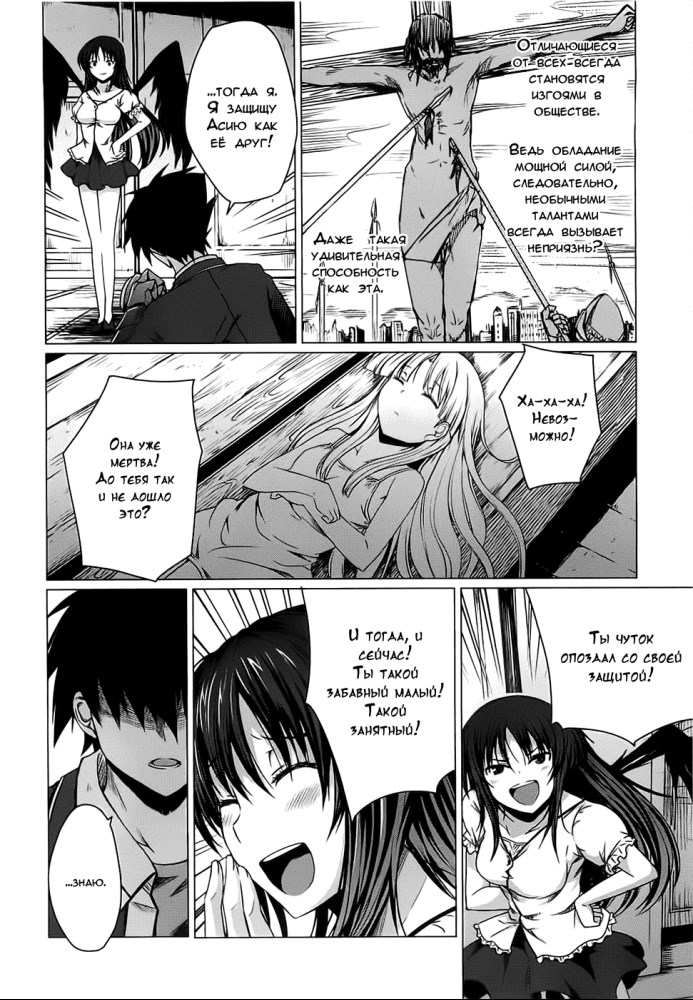 Отличающиеся
от всех-всегда
становятся
изгоями в
обществе.
Ведь обладание
мощной силой,
следовательно,
необычными
талантами
всегда вызывает
неприязнь?
Даже такая
удивительная
способность
как эта.
...тогда я.
Я защищу
Асию как
её друг!
Ха-ха-ха!
Невоз-
можно!
Она уже
мертва!
До тебя так
и не дошло
это?
Ты чуток
опоздал со своей
защитой!
И тогда, и
сейчас!
Ты такой
забавный малый!
Такой
занятный!
...знаю.